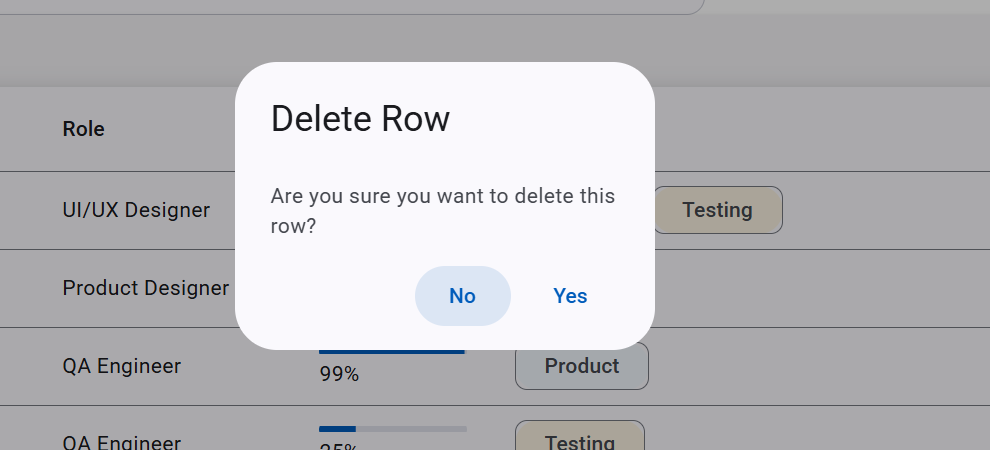 Delete Row
Are you sure you want to delete this
row?
No Yes
Role
UI/UX Designer Testing
Product Designer
QA Engineer 99% Product
QA Engineer Testing